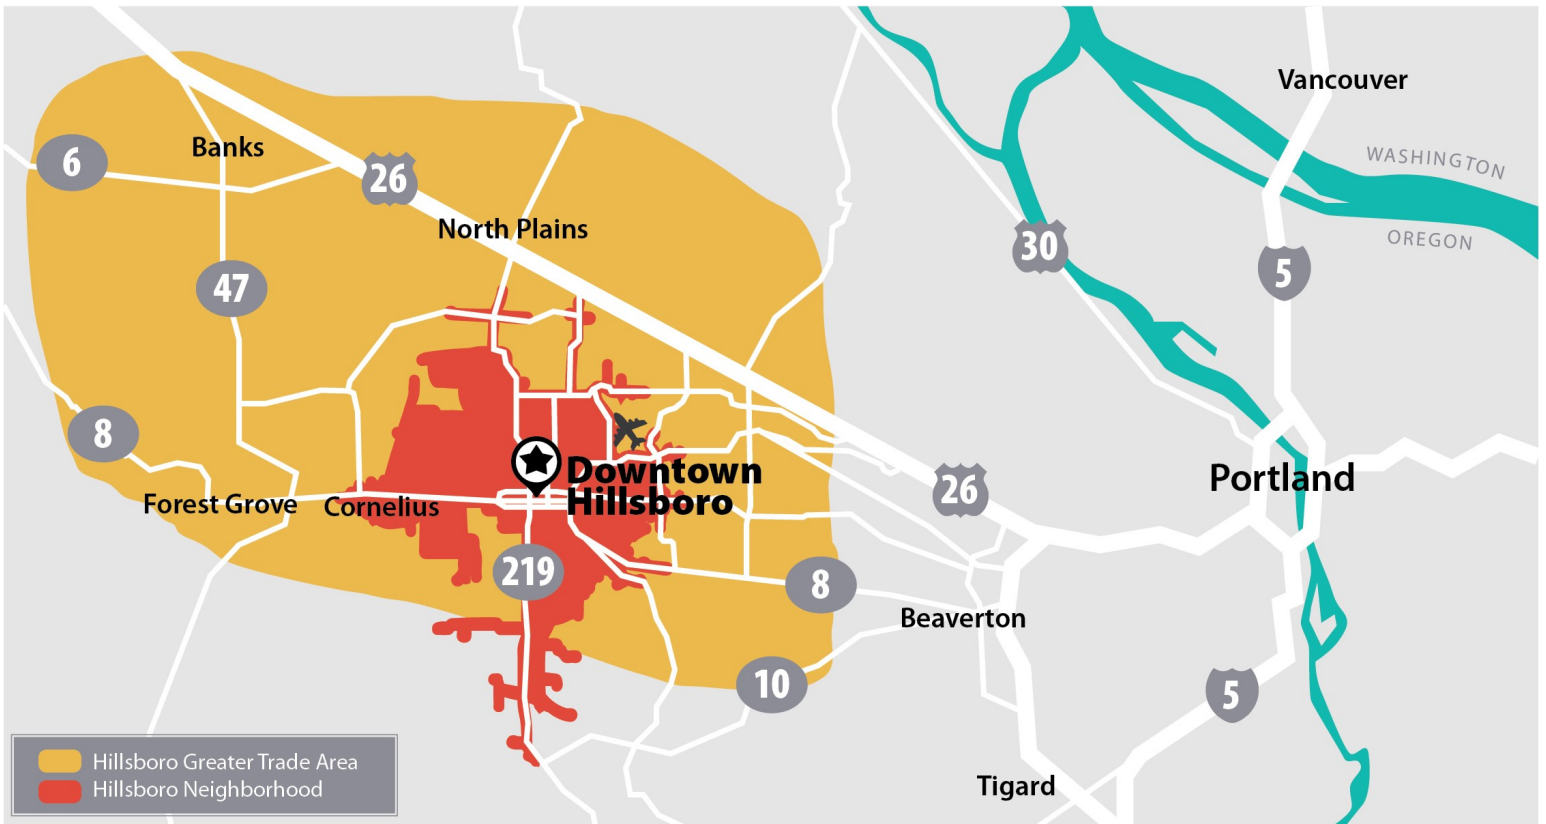 Vancouver
WASHINGTON
OREGON
Banks
6
26
North Plains
30
5
47
8
Forest Grove
Cornelius
Downtown
Hillsboro
26
Portland
219
8
Beaverton
10
5
Tigard
Hillsboro Greater Trade Area
Hillsboro Neighborhood